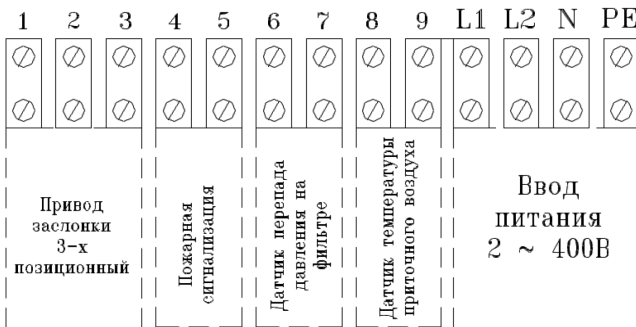 1 2 3 4 5 6 7 8 9 L1 L2 N PE
Привод
заслонки
3-х
позиционный
Пожарная
сигнализация
Датчик перепада
давления на
фильтре
Датчик температуры
приточного воздуха
Ввод
питания
2 ~ 400В